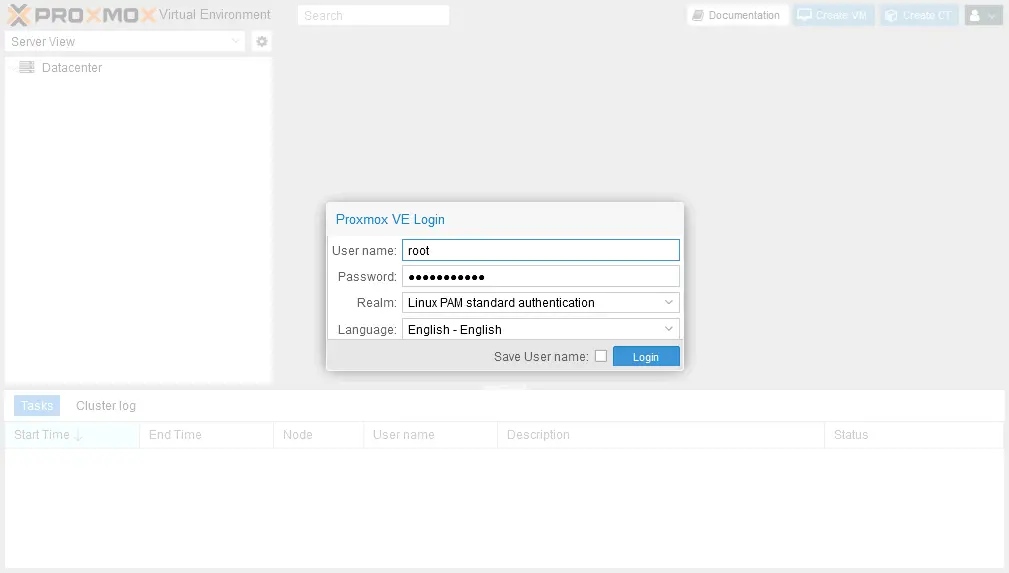 PROXMOX Virtual Environment Search Documentation Create VM Create CT
Server View
Datacenter
Proxmox VE Login
User name: root
Password: ●●●●●●●●●●●
Realm: Linux PAM standard authentication
Language: English - English
Save User name: Login
Tasks Cluster log
Start Time ↓ End Time Node User name Description Status